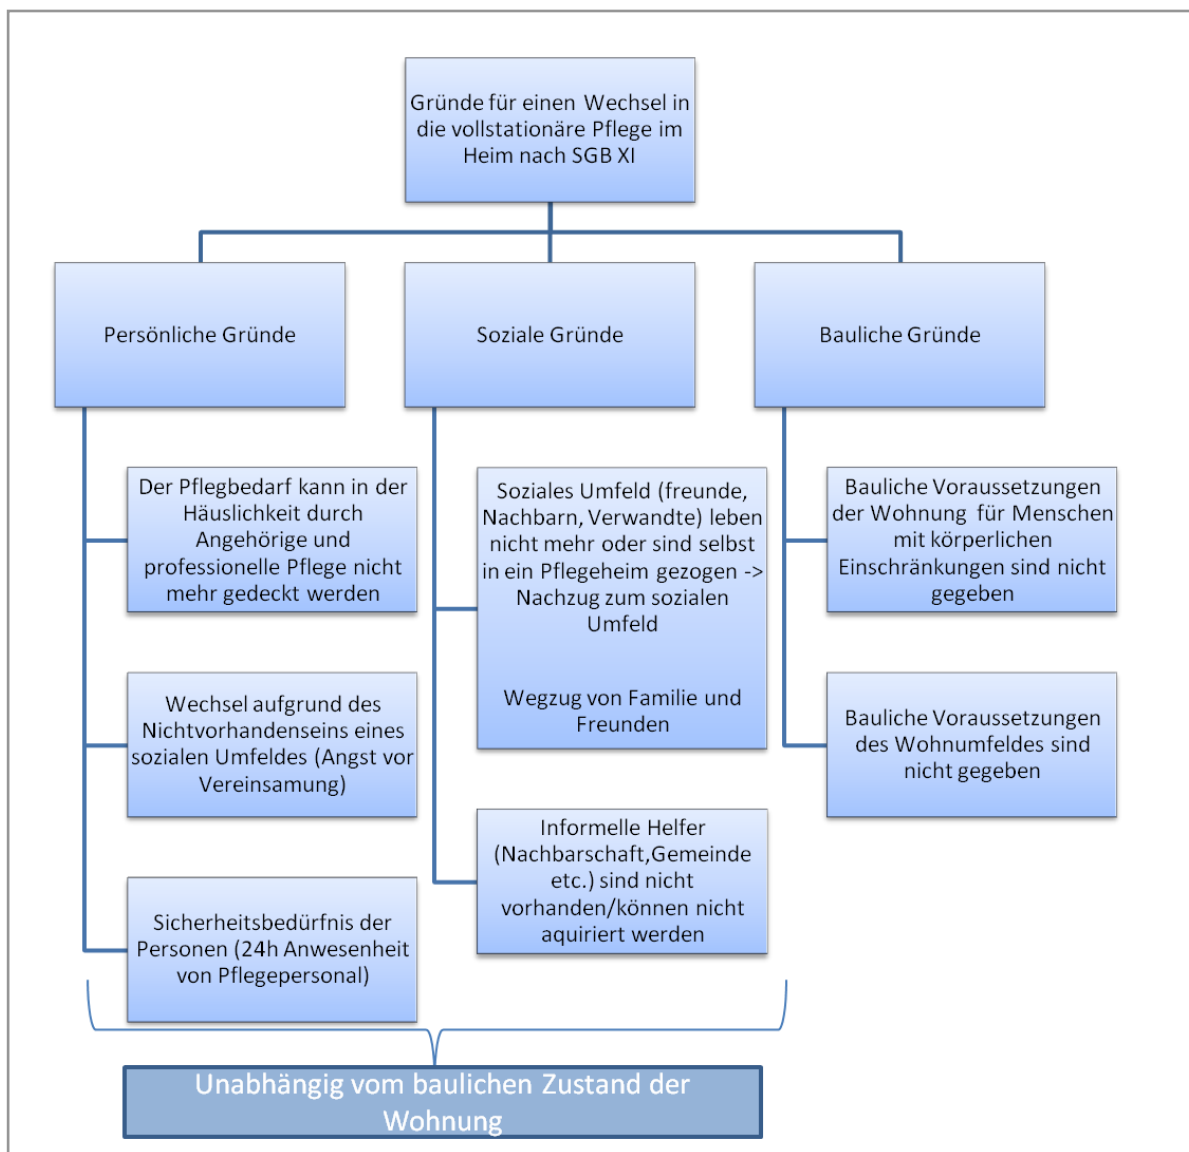 Gründe für einen Wechsel in
die vollstationäre Pflege im
Heim nach SGB XI
Persönliche Gründe
Soziale Gründe
Bauliche Gründe
Der Pflegbedarf kann in der
Häuslichkeit durch
Angehörige und
professionelle Pflege nicht
mehr gedeckt werden
Wechsel aufgrund des
Nichtvorhandenseins eines
sozialen Umfeldes (Angst vor
Vereinsamung)
Sicherheitsbedürfnis der
Personen (24h Anwesenheit
von Pflegepersonal)
Soziales Umfeld (freunde,
Nachbarn, Verwandte) leben
nicht mehr oder sind selbst
in ein Pflegeheim gezogen ->
Nachzug zum sozialen
Umfeld
Wegzug von Familie und
Freunden
Informelle Helfer
(Nachbarschaft,Gemeinde
etc.) sind nicht
vorhanden/können nicht
aquiriert werden
Bauliche Voraussetzungen
der Wohnung für Menschen
mit körperlichen
Einschränkungen sind nicht
gegeben
Bauliche Voraussetzungen
des Wohnumfeldes sind
nicht gegeben
Unabhängig vom baulichen Zustand der
Wohnung